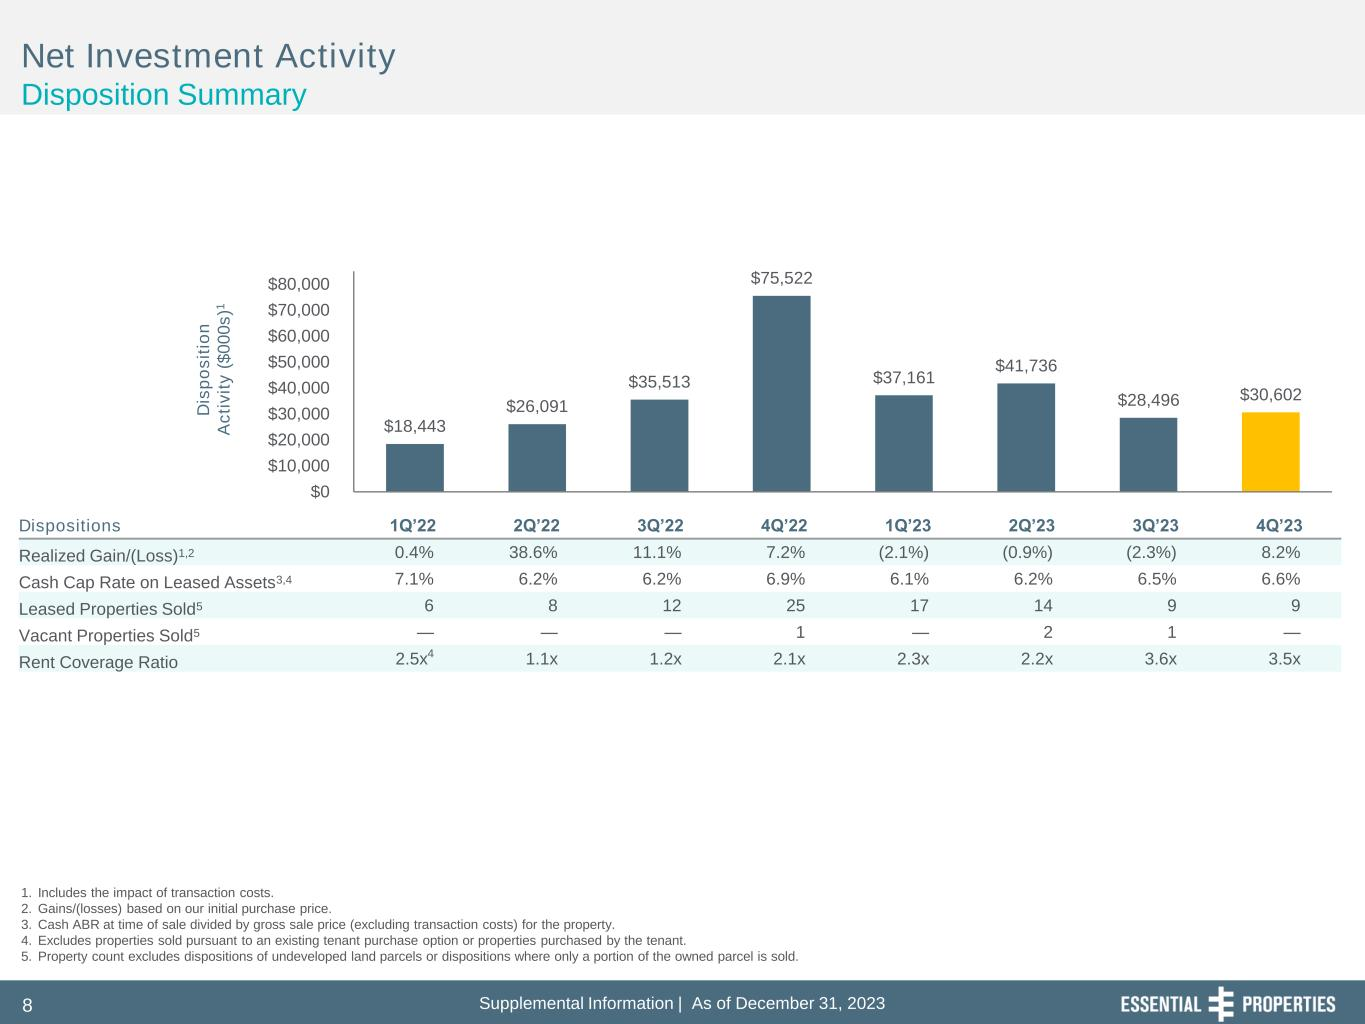 Net Investment Activity
Disposition Summary
Disposition
Activity ($000s)1
$80,000
$70,000
$60,000
$50,000
$40,000
$30,000
$20,000
$10,000
$0
$18,443
$26,091
$35,513
$75,522
$37,161
$41,736
$28,496
$30,602
Dispositions 1Q’22 2Q’22 3Q’22 4Q’22 1Q’23 2Q’23 3Q’23 4Q’23
Realized Gain/(Loss)1,2 0.4% 38.6% 11.1% 7.2% (2.1%) (0.9%) (2.3%) 8.2%
Cash Cap Rate on Leased Assets3,4 7.1% 6.2% 6.2% 6.9% 6.1% 6.2% 6.5% 6.6%
Leased Properties Sold5 6 8 12 25 17 14 9 9
Vacant Properties Sold5 — — — 1 — 2 1 —
Rent Coverage Ratio 2.5x4 1.1x 1.2x 2.1x 2.3x 2.2x 3.6x 3.5x
1. Includes the impact of transaction costs.
2. Gains/(losses) based on our initial purchase price.
3. Cash ABR at time of sale divided by gross sale price (excluding transaction costs) for the property.
4. Excludes properties sold pursuant to an existing tenant purchase option or properties purchased by the tenant.
5. Property count excludes dispositions of undeveloped land parcels or dispositions where only a portion of the owned parcel is sold.
8
Supplemental Information | As of December 31, 2023
ESSENTIAL PROPERTIES